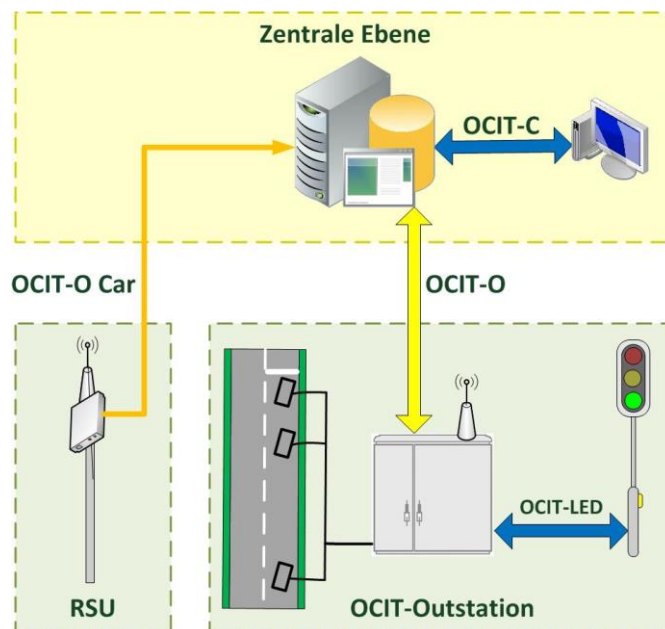 Zentrale Ebene
OCIT-C
OCIT-O Car
OCIT-O
OCIT-LED
RSU
OCIT-Outstation